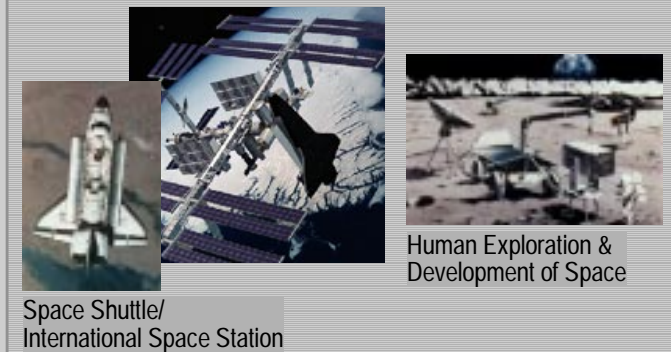 Human Exploration &
Development of Space
Space Shuttle/
International Space Station